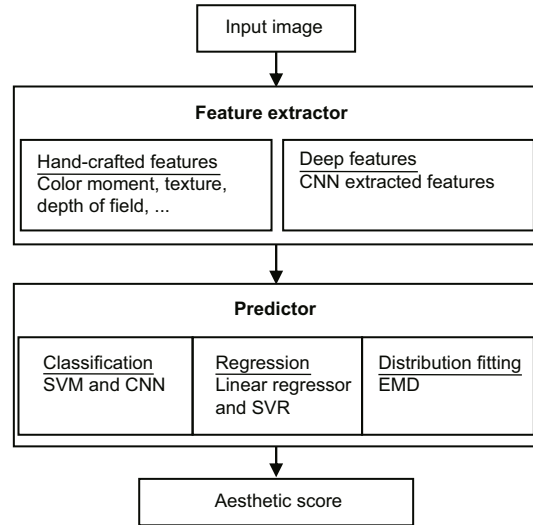 Input image
Feature extractor
Hand-crafted features
Color moment, texture,
depth of field, ...
Deep features
CNN extracted features
Predictor
Classification
SVM and CNN
Regression
Linear regressor
and SVR
Distribution fitting
EMD
Aesthetic score